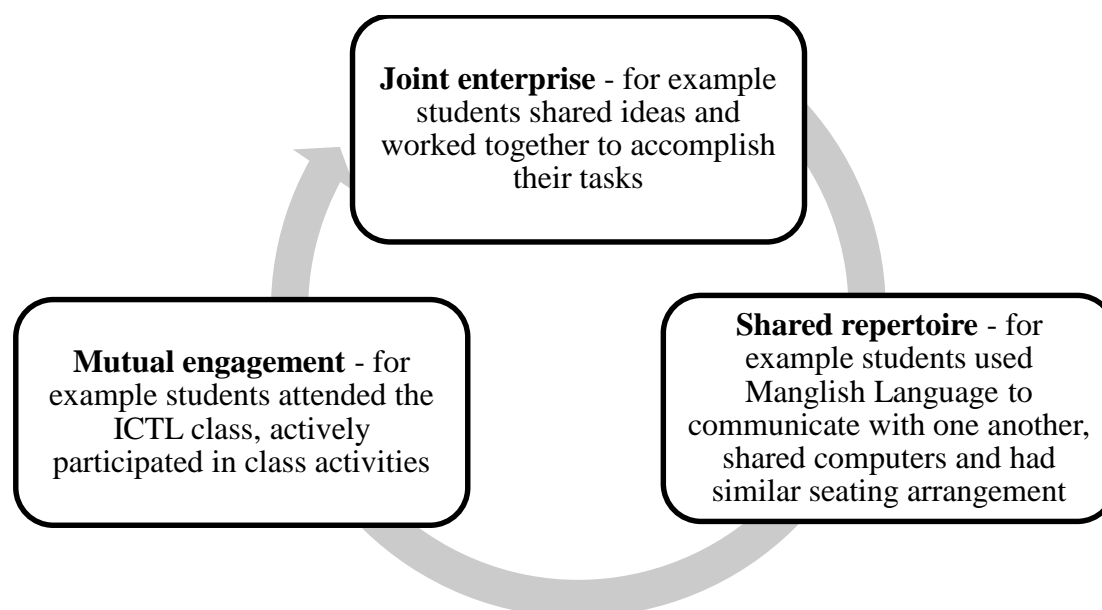 Joint enterprise - for example
students shared ideas and
worked together to accomplish
their tasks
Mutual engagement - for
example students attended the
ICTL class, actively
participated in class activities
Shared repertoire - for
example students used
Manglish Language to
communicate with one another,
shared computers and had
similar seating arrangement